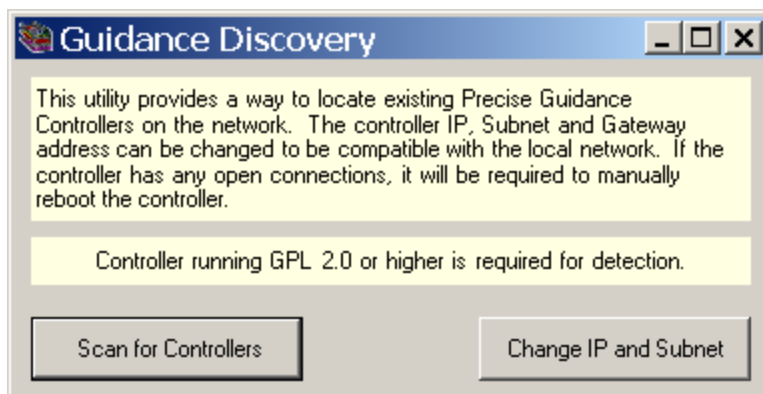 Guidance Discovery
This utility provides a way to locate existing Precise Guidance
Controllers on the network.  The controller IP, Subnet and Gateway
address can be changed to be compatible with the local network.  If the
controller has any open connections, it will be required to manually
reboot the controller.
Controller running GPL 2.0 or higher is required for detection.
Scan for Controllers
Change IP and Subnet